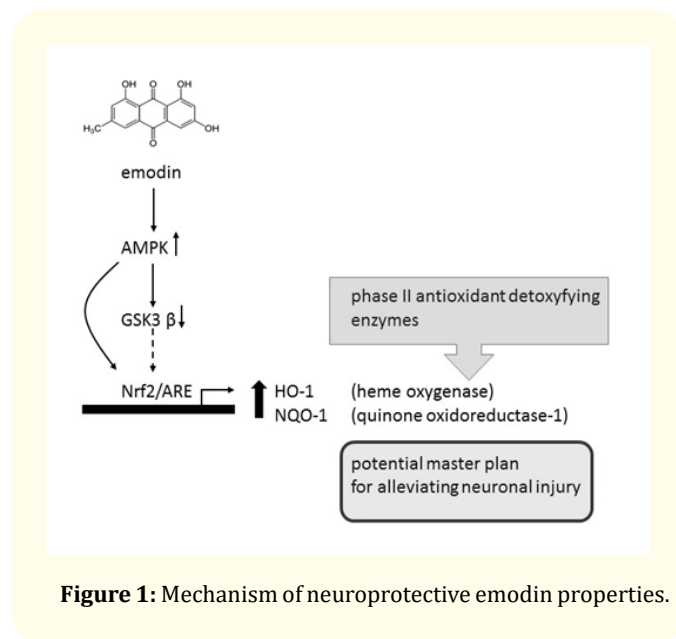 OH O OH
H₃C OH
O
emodin
AMPK ↑
GSK3 β↓
phase II antioxidant detoxyfying
enzymes
Nrf2/ARE HO-1 (heme oxygenase)
NQO-1 (quinone oxidoreductase-1)
potential master plan
for alleviating neuronal injury
Figure 1: Mechanism of neuroprotective emodin properties.